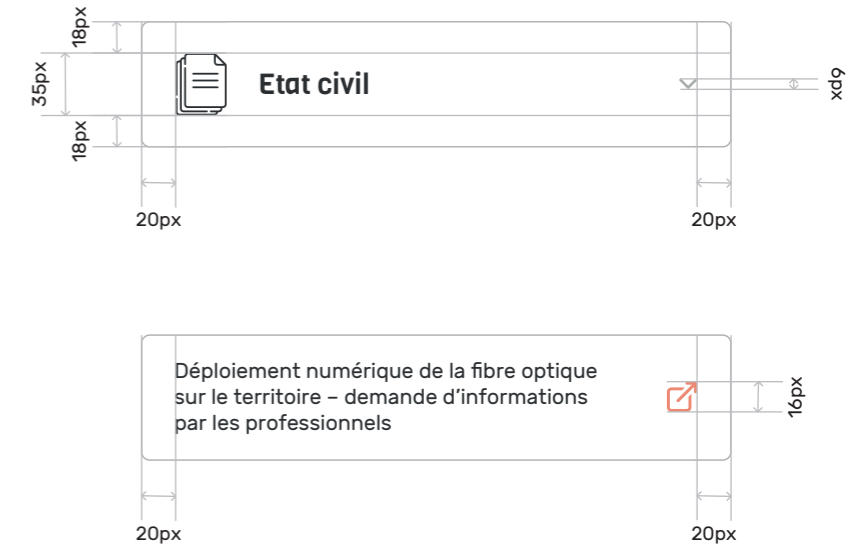 18px
35px
Etat civil
6px
18px
20px
20px
Déploiement numérique de la fibre optique
sur le territoire – demande d'informations
par les professionnels
16px
20px
20px